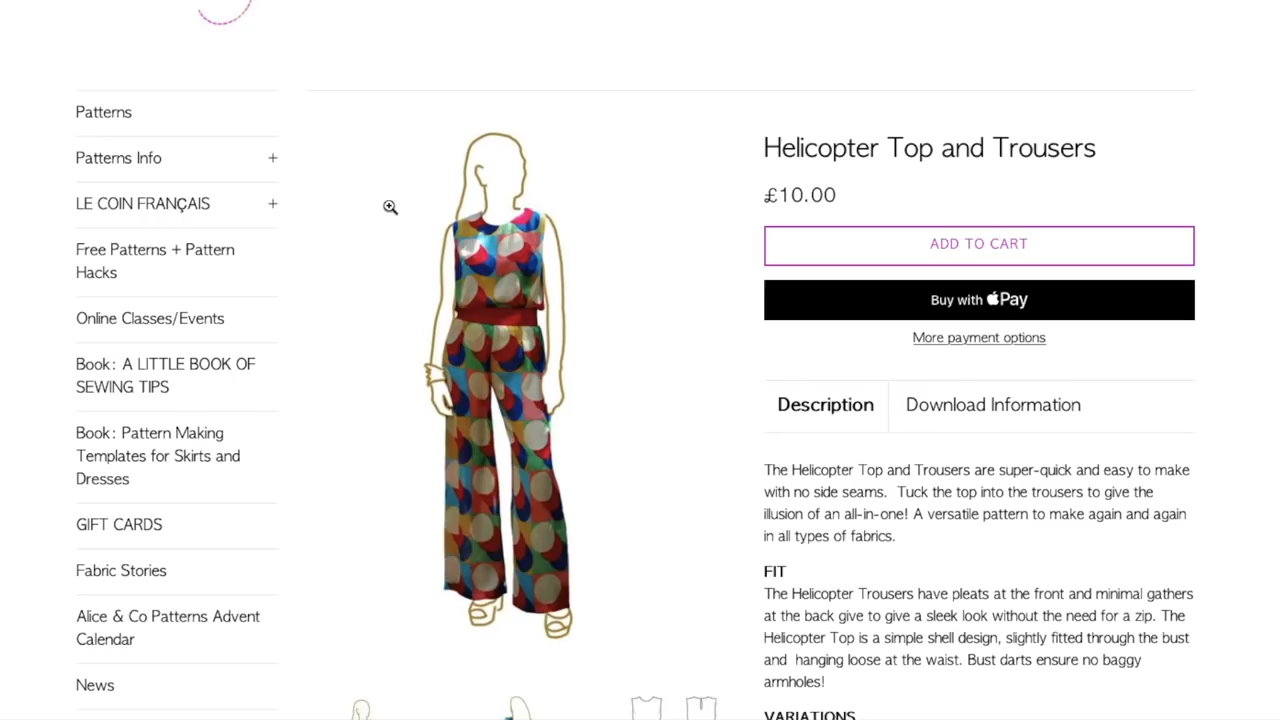 Patterns
Patterns Info +
LE COIN FRANÇAIS +
Free Patterns + Pattern
Hacks
Online Classes/Events
Book: A LITTLE BOOK OF
SEWING TIPS
Book: Pattern Making
Templates for Skirts and
Dresses
GIFT CARDS
Fabric Stories
Alice & Co Patterns Advent
Calendar
News
Helicopter Top and Trousers
£10.00
ADD TO CART
Buy with Pay
More payment options
Description
Download Information
The Helicopter Top and Trousers are super-quick and easy to make
with no side seams. Tuck the top into the trousers to give the
illusion of an all-in-one! A versatile pattern to make again and again
in all types of fabrics.
FIT
The Helicopter Trousers have pleats at the front and minimal gathers
at the back give to give a sleek look without the need for a zip. The
Helicopter Top is a simple shell design, slightly fitted through the bust
and hanging loose at the waist. Bust darts ensure no baggy
armholes!
VARIATIONS